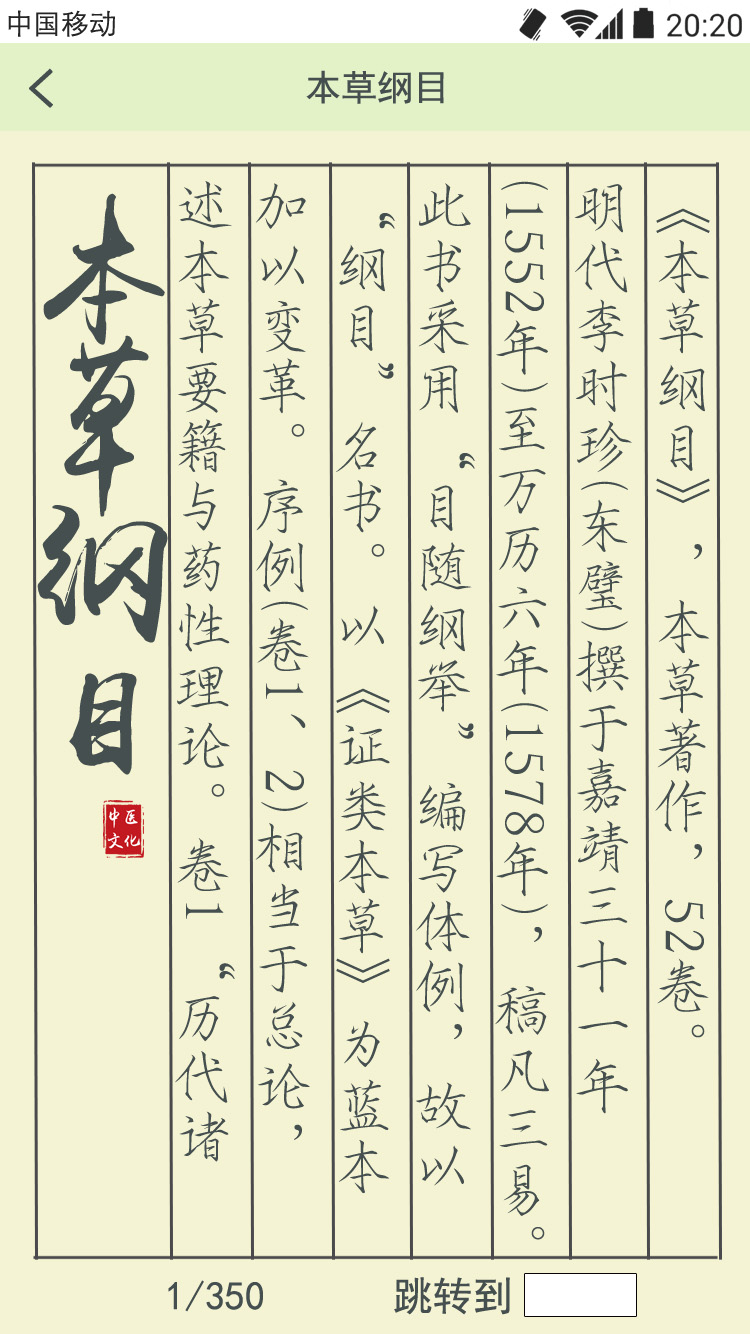 中国移动
20:20
本草纲目
《本草纲目》，本草著作，52卷。
明代李时珍(东璧)撰于嘉靖三十一年
(1552年)至万历六年(1578年)，稿凡三易。
此书采用“目随纲举”编写体例，故以
“纲目”名书。以《证类本草》为蓝本
加以变革。序例(卷1、2)相当于总论，
述本草要籍与药性理论。卷1“历代诸
本草纲目
中医
文化
1/350
跳转到